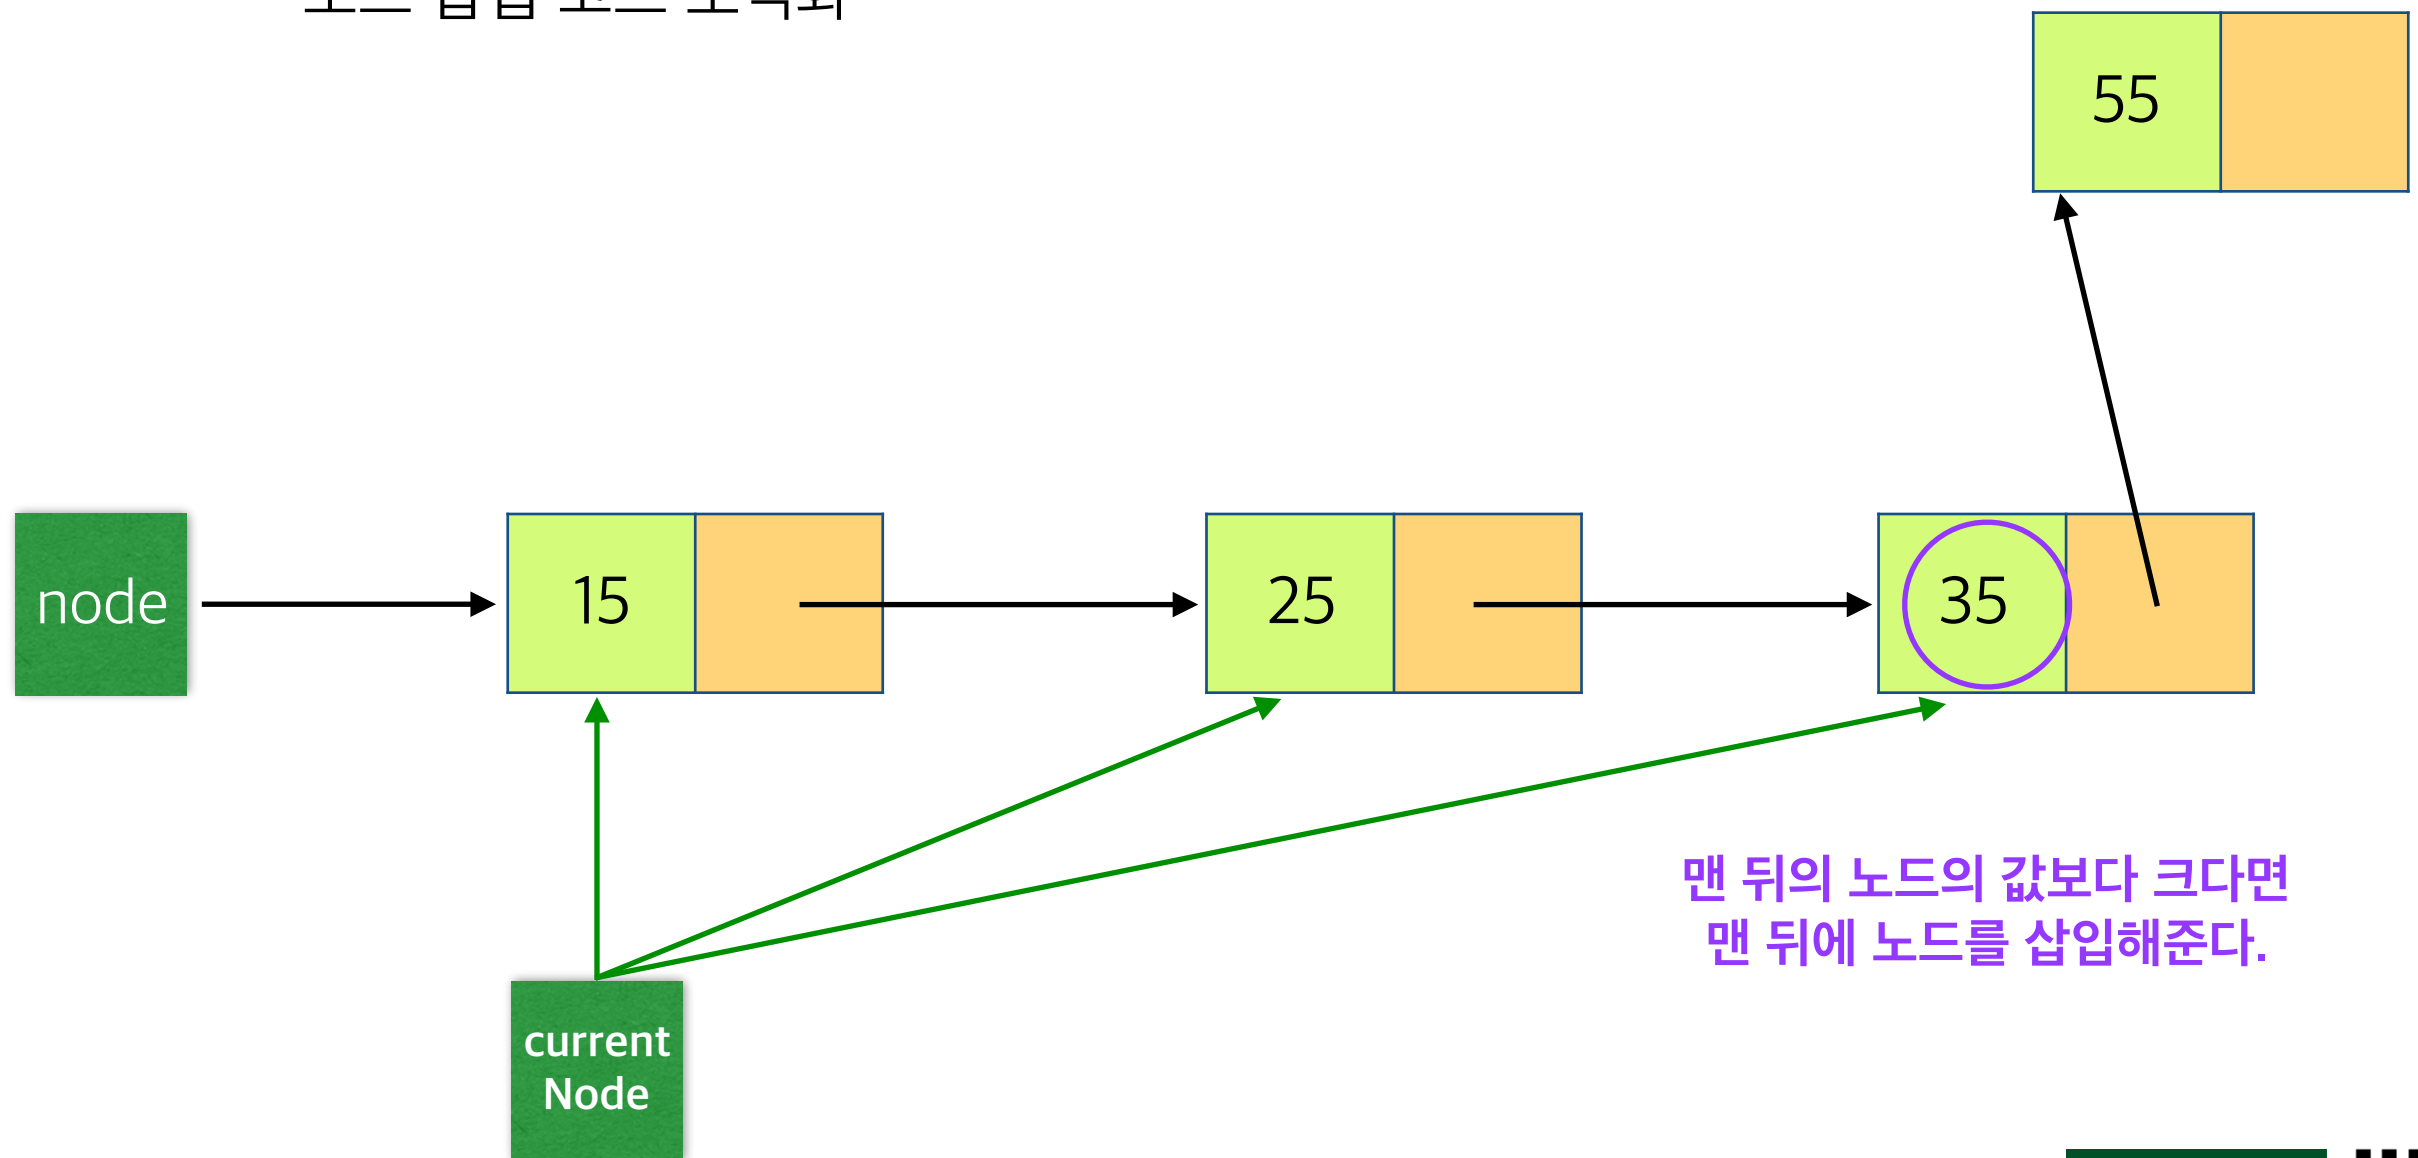 55
node
15
25
35
맨 뒤의 노드의 값보다 크다면
맨 뒤에 노드를 삽입해준다.
current
Node